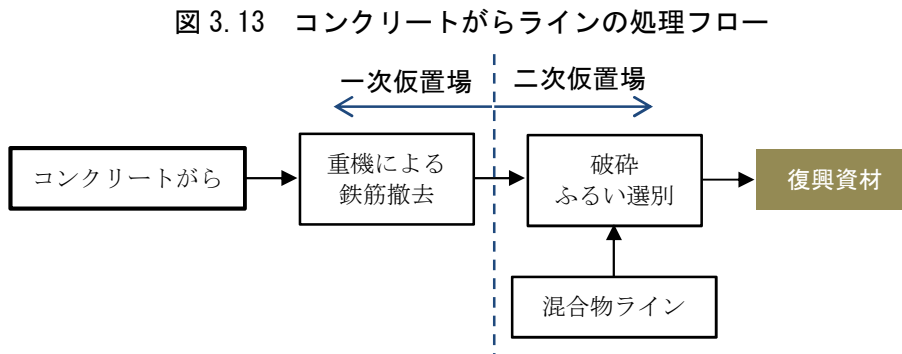 図 3.13　コンクリートがらラインの処理フロー
一次仮置場
二次仮置場
コンクリートがら
重機による
鉄筋撤去
破砕
ふるい選別
復興資材
混合物ライン